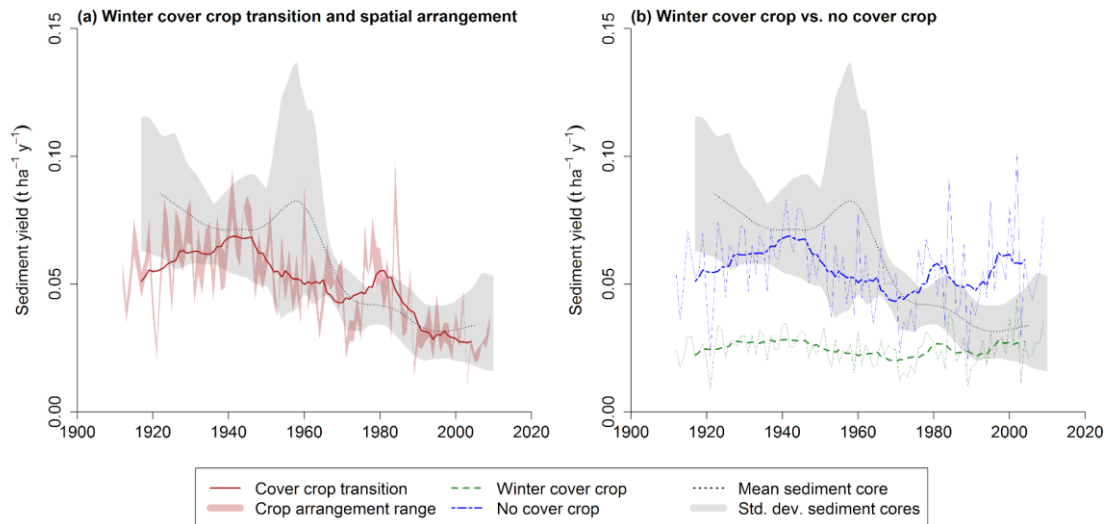 (a) Winter cover crop transition and spatial arrangement
Sediment yield (t ha⁻¹ y⁻¹)
0.15
0.10
0.05
0.00
1900 1920 1940 1960 1980 2000 2020
(b) Winter cover crop vs. no cover crop
Sediment yield (t ha⁻¹ y⁻¹)
0.15
0.10
0.05
0.00
1900 1920 1940 1960 1980 2000 2020
Cover crop transition Winter cover crop Mean sediment core
Crop arrangement range No cover crop Std. dev. sediment cores